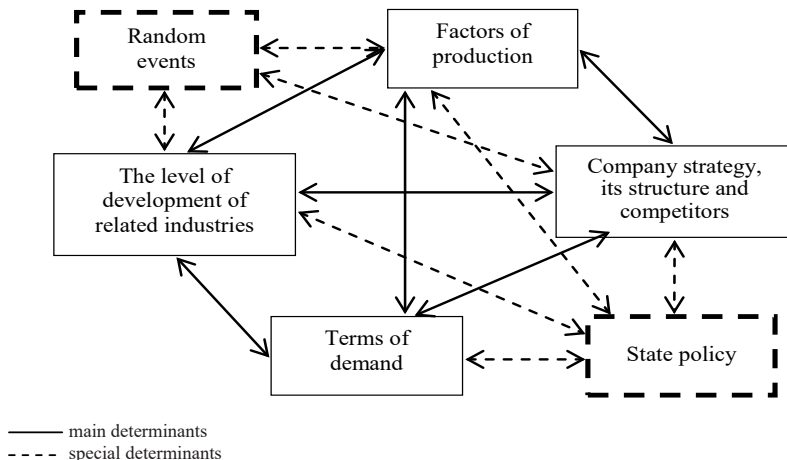 Random
events
Factors of
production
The level of
development of
related industries
Company strategy,
its structure and
competitors
Terms of
demand
State policy
main determinants
special determinants